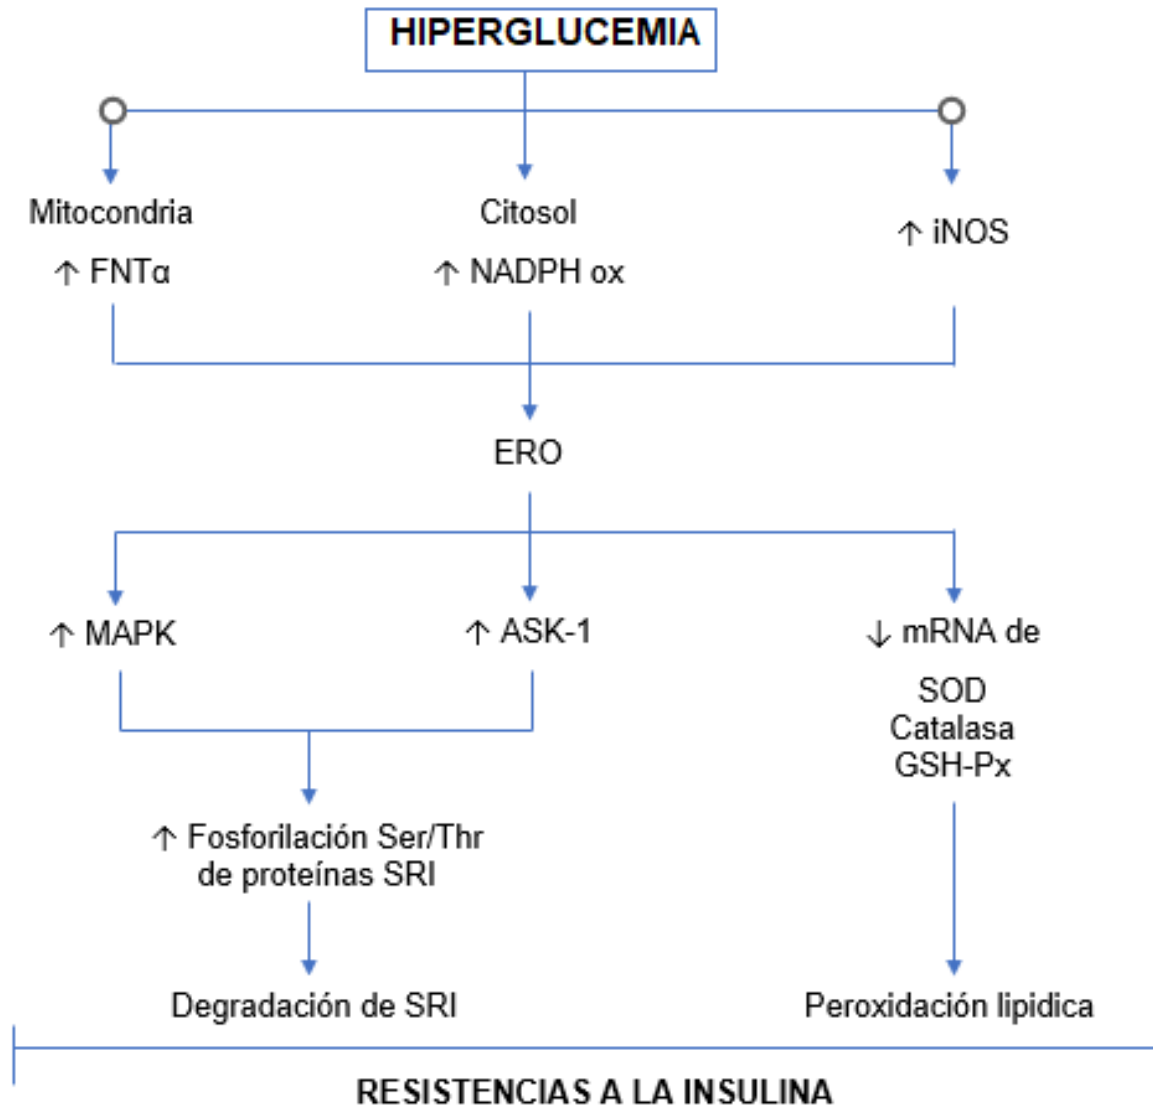 HIPERGLUCEMIA
Mitocondria
Citosol
↑ iNOS
↑ FNTα
↑ NADPH ox
ERO
↑ MAPK
↑ ASK-1
↓ mRNA de
SOD
Catalasa
GSH-Px
↑ Fosforilación Ser/Thr
de proteínas SRI
Degradación de SRI
Peroxidación lipidica
RESISTENCIAS A LA INSULINA